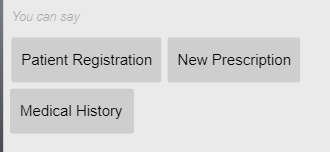 You can say
Patient Registration New Prescription
Medical History